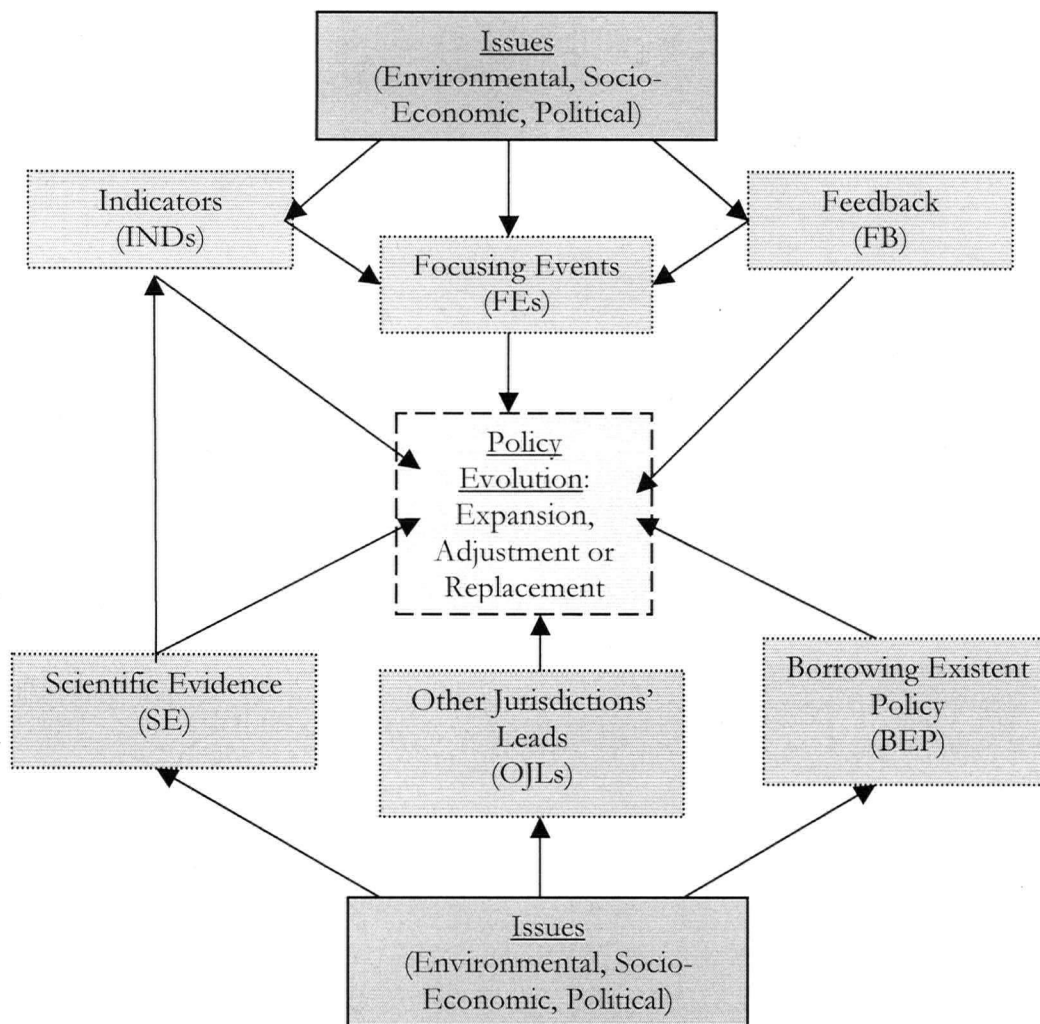 Issues
(Environmental, Socio-
Economic, Political)
Indicators
(INDs)
Feedback
(FB)
Focusing Events
(FEs)
Policy
Evolution:
Expansion,
Adjustment or
Replacement
Scientific Evidence
(SE)
Other Jurisdictions’
Leads
(OJLs)
Borrowing Existent
Policy
(BEP)
Issues
(Environmental, Socio-
Economic, Political)